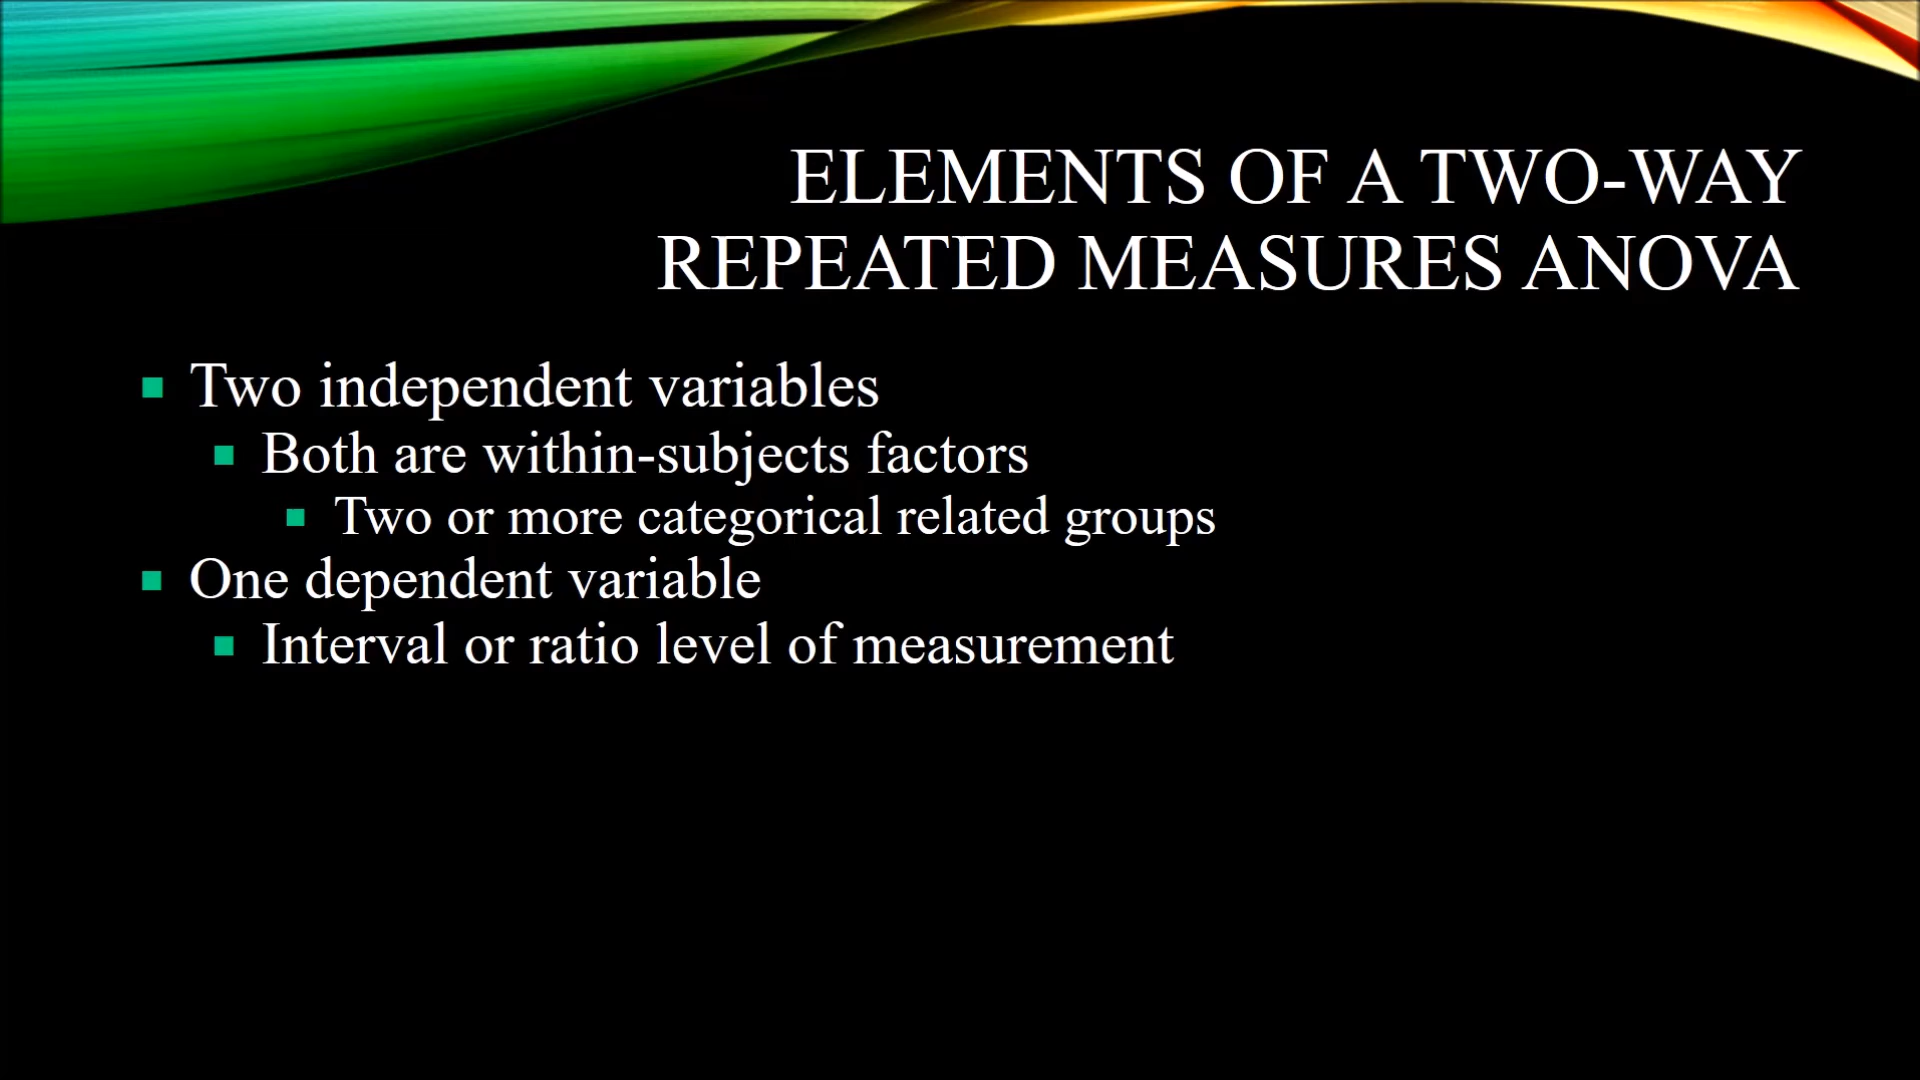 ELEMENTS OF A TWO-WAY
REPEATED MEASURES ANOVA
Two independent variables
Both are within-subjects factors
Two or more categorical related groups
One dependent variable
Interval or ratio level of measurement